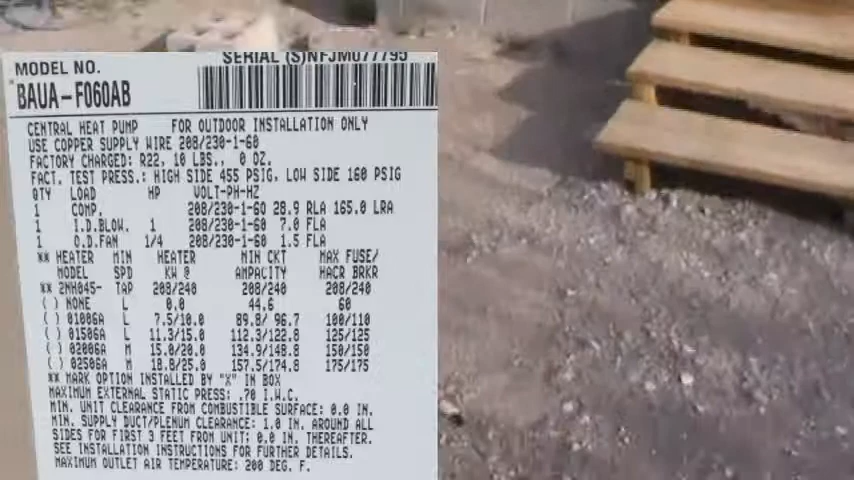 MODEL NO.
SERIAL (S)NFJM077795
BAUA-F060AB
CENTRAL HEAT PUMP FOR OUTDOOR INSTALLATION ONLY
USE COPPER SUPPLY WIRE 208/230-1-60
FACTORY CHARGED: R22, 10 LBS., 0 OZ.
FACT. TEST PRESS.: HIGH SIDE 455 PSIG, LOW SIDE 160 PSIG
QTY LOAD HP VOLT-PH-HZ
1 COMP. 208/230-1-60 28.9 RLA 165.0 LRA
1 I.D.BLOW. 1 208/230-1-60 7.0 FLA
1 O.D.FAN 1/4 208/230-1-60 1.5 FLA
** HEATER MIN HEATER MIN CKT MAX FUSE/
MODEL SPD KW @ AMPACITY HACR BRKR
** 2NH045- TAP 208/240 208/240 208/240
( ) NONE L 0.0 44.6 60
( ) 01006A L 7.5/10.0 89.8/ 96.7 100/110
( ) 01506A L 11.3/15.0 112.3/122.8 125/125
( ) 02006A M 15.0/20.0 134.9/148.8 150/150
( ) 02506A M 18.8/25.0 157.5/174.8 175/175
** MARK OPTION INSTALLED BY "X" IN BOX
MAXIMUM EXTERNAL STATIC PRESS: .70 I.W.C.
MIN. UNIT CLEARANCE FROM COMBUSTIBLE SURFACE: 0.0 IN.
MIN. SUPPLY DUCT/PLENUM CLEARANCE: 1.0 IN. AROUND ALL
SIDES FOR FIRST 3 FEET FROM UNIT; 0.0 IN. THEREAFTER.
SEE INSTALLATION INSTRUCTIONS FOR FURTHER DETAILS.
MAXIMUM OUTLET AIR TEMPERATURE: 200 DEG. F.